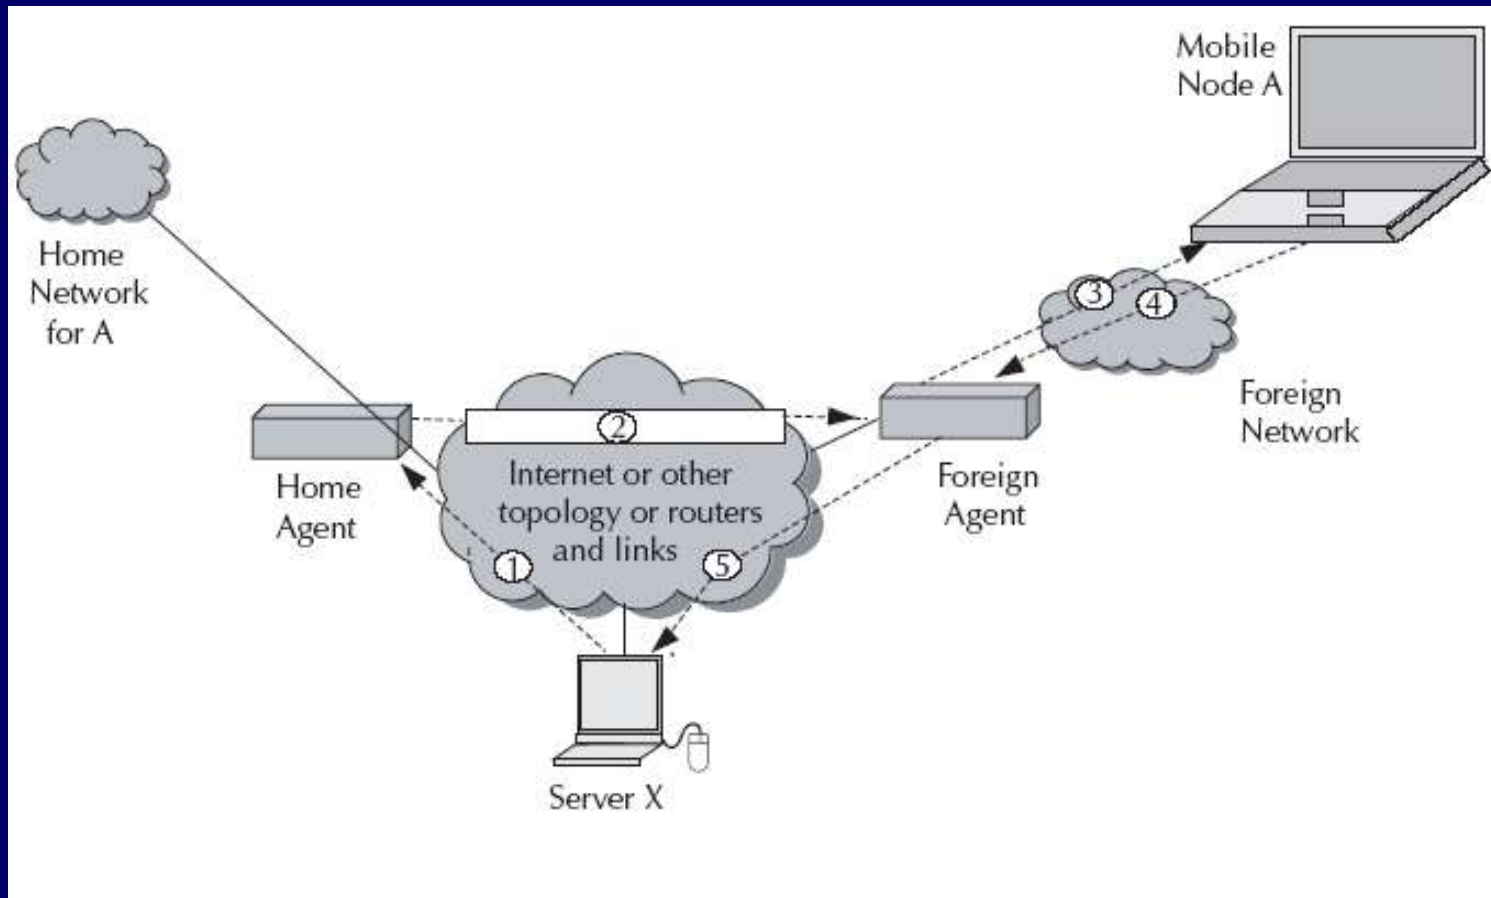 Mobile
Node A
Home
Network
for A
3
4
Foreign
Network
2
Home
Agent
Internet or other
topology or routers
and links
Foreign
Agent
1
5
Server X